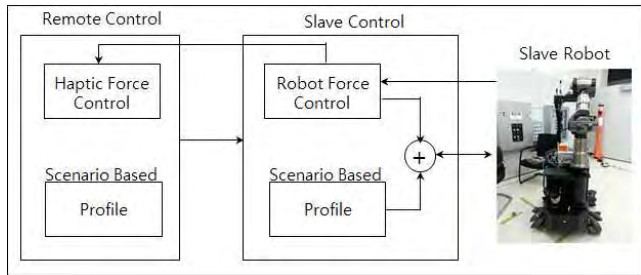 Remote Control
Slave Control
Slave Robot
Haptic Force
Control
Robot Force
Control
+
Scenario Based
Profile
Scenario Based
Profile